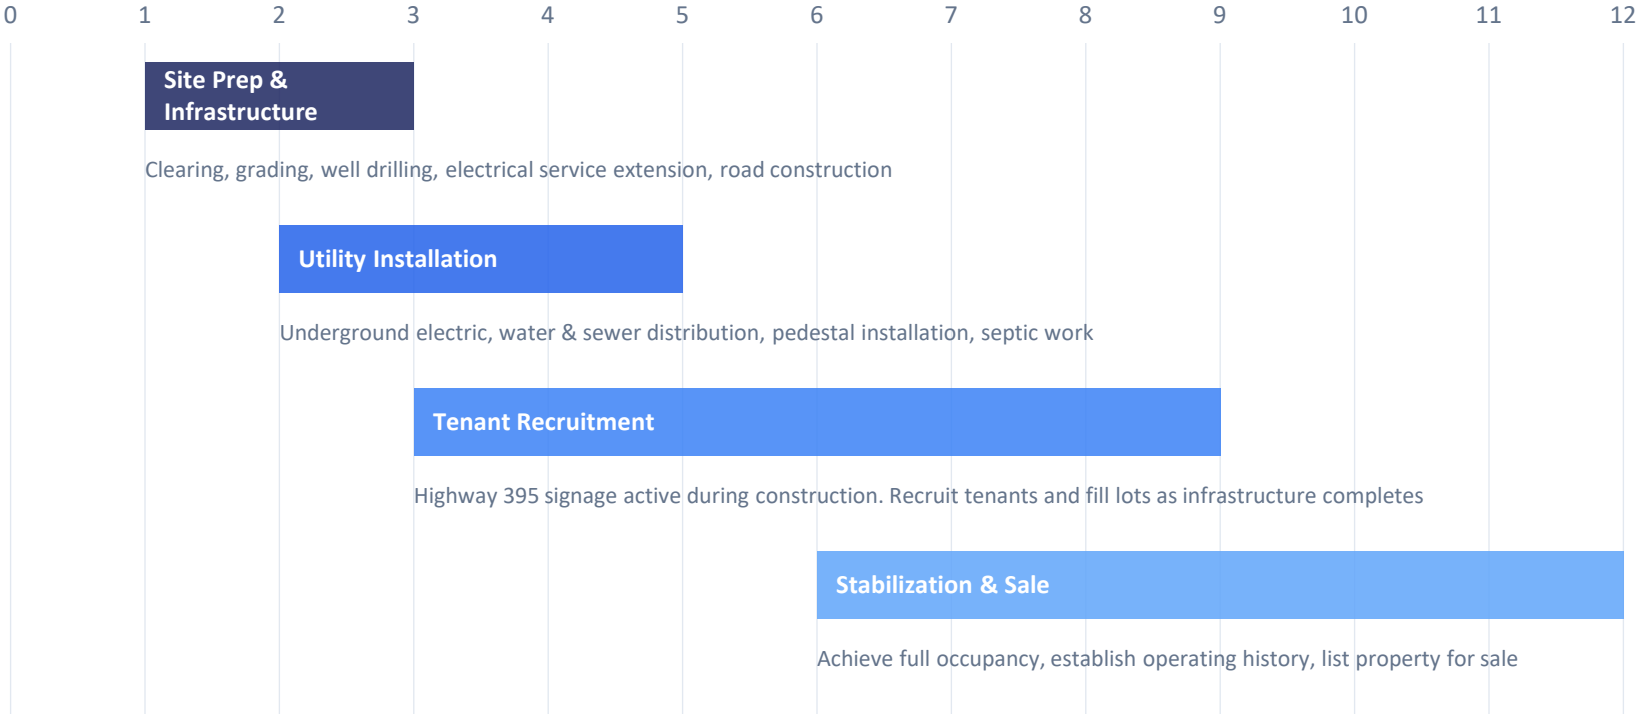 0 1 2 3 4 5 6 7 8 9 10 11 12
Site Prep &
Infrastructure
Clearing, grading, well drilling, electrical service extension, road construction
Utility Installation
Underground electric, water & sewer distribution, pedestal installation, septic work
Tenant Recruitment
Highway 395 signage active during construction. Recruit tenants and fill lots as infrastructure completes
Stabilization & Sale
Achieve full occupancy, establish operating history, list property for sale